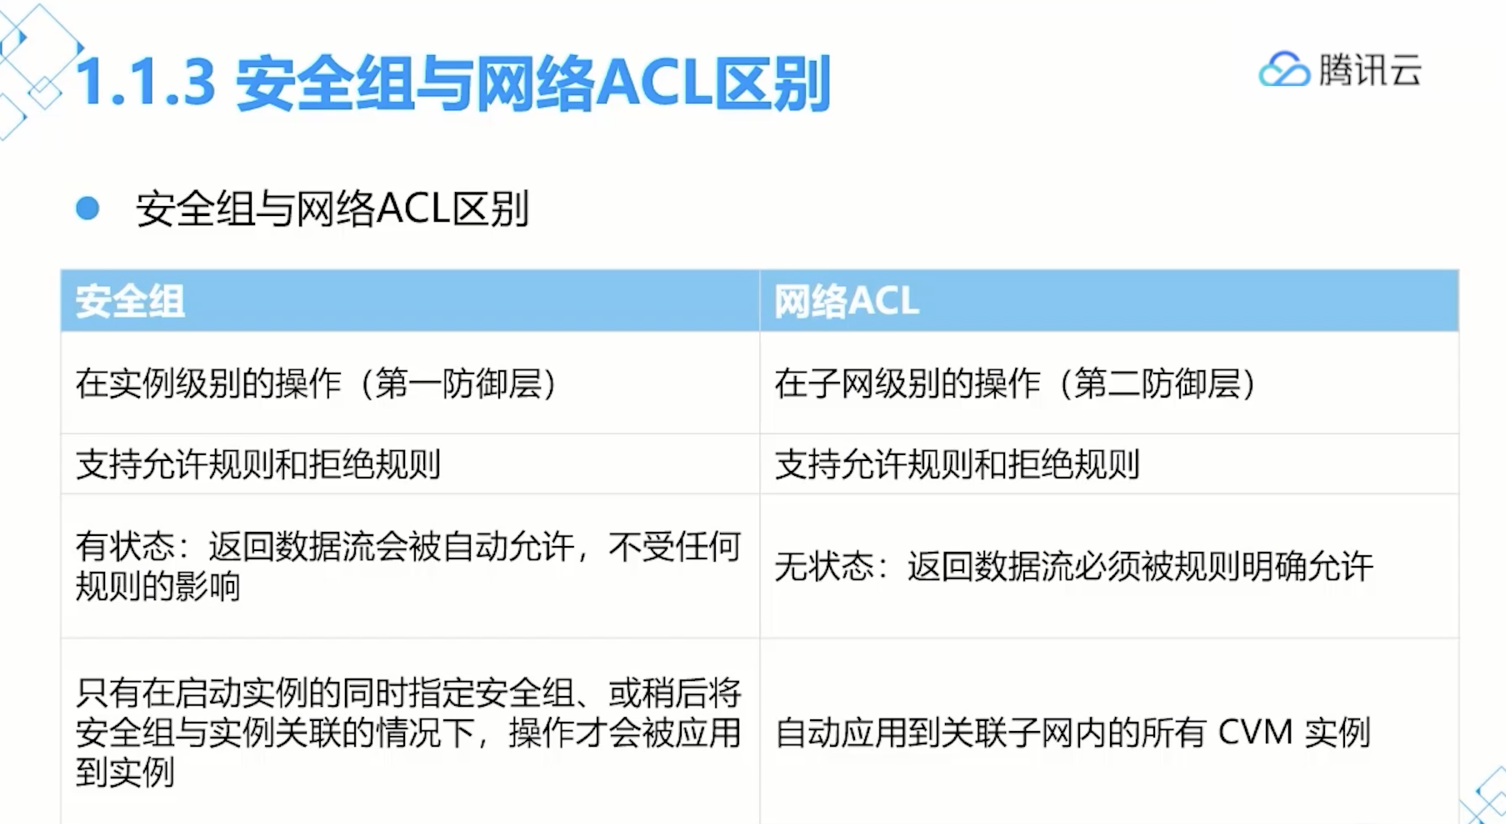 1.1.3 安全组与网络ACL区别
腾讯云
安全组与网络ACL区别
安全组
网络ACL
在实例级别的操作（第一防御层）
在子网级别的操作（第二防御层）
支持允许规则和拒绝规则
支持允许规则和拒绝规则
有状态：返回数据流会被自动允许，不受任何
规则的影响
无状态：返回数据流必须被规则明确允许
只有在启动实例的同时指定安全组、或稍后将
安全组与实例关联的情况下，操作才会被应用
到实例
自动应用到关联子网内的所有 CVM 实例